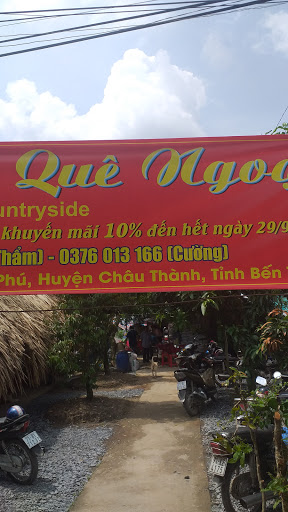 Quê Ngoạ
untryside
khuyến mãi 10% đến hết ngày 29/9
Thẩm) - 0376 013 166 (Cường)
Phú, Huyện Châu Thành, Tỉnh Bến